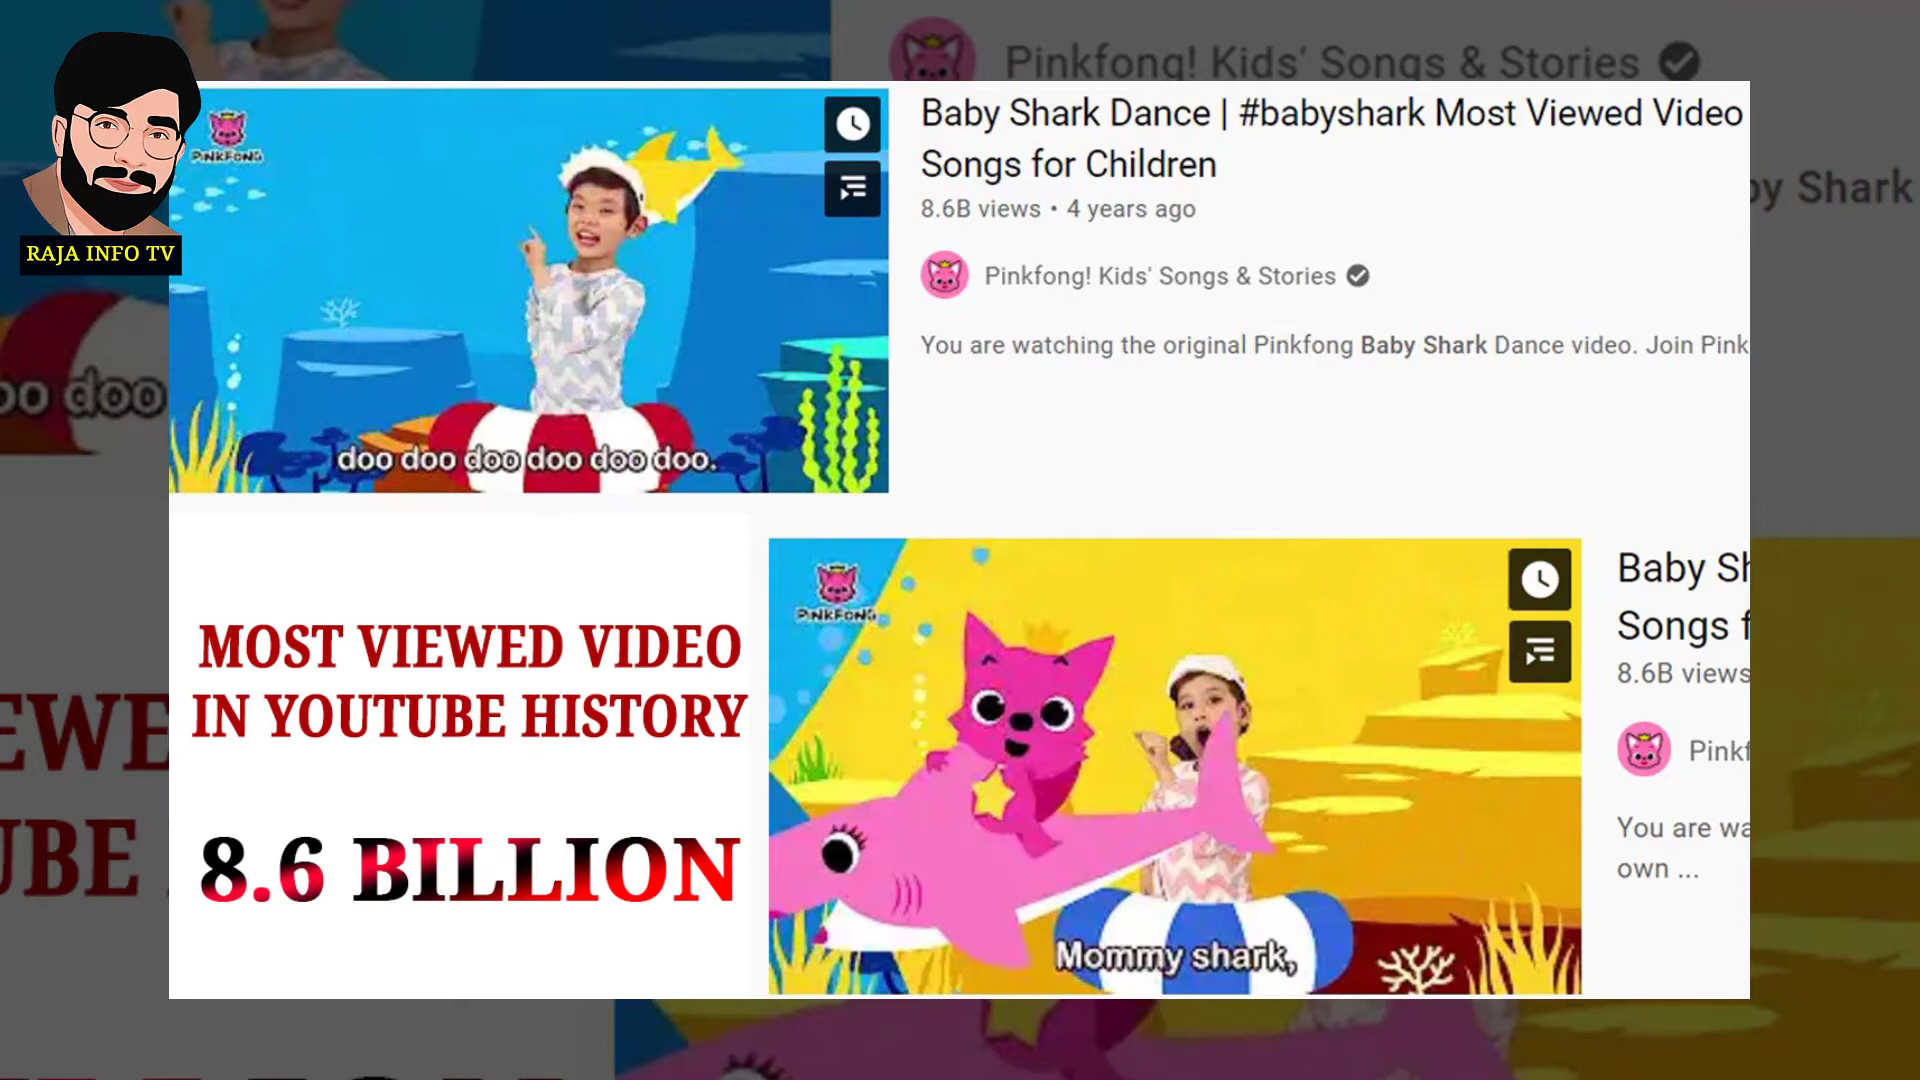 Pinkfong! Kids' Songs & Stories
RAJA INFO TV
PINKFONG
doo doo doo doo doo doo.
Baby Shark Dance | #babyshark Most Viewed Video
Songs for Children
8.6B views • 4 years ago
Pinkfong! Kids' Songs & Stories
You are watching the original Pinkfong Baby Shark Dance video. Join Pink
Shark
oo doo
MOST VIEWED VIDEO
IN YOUTUBE HISTORY
8.6 BILLION
PINKFONG
Mommy shark,
Baby Sh
Songs f
8.6B views
Pinkf
You are wa
own ...